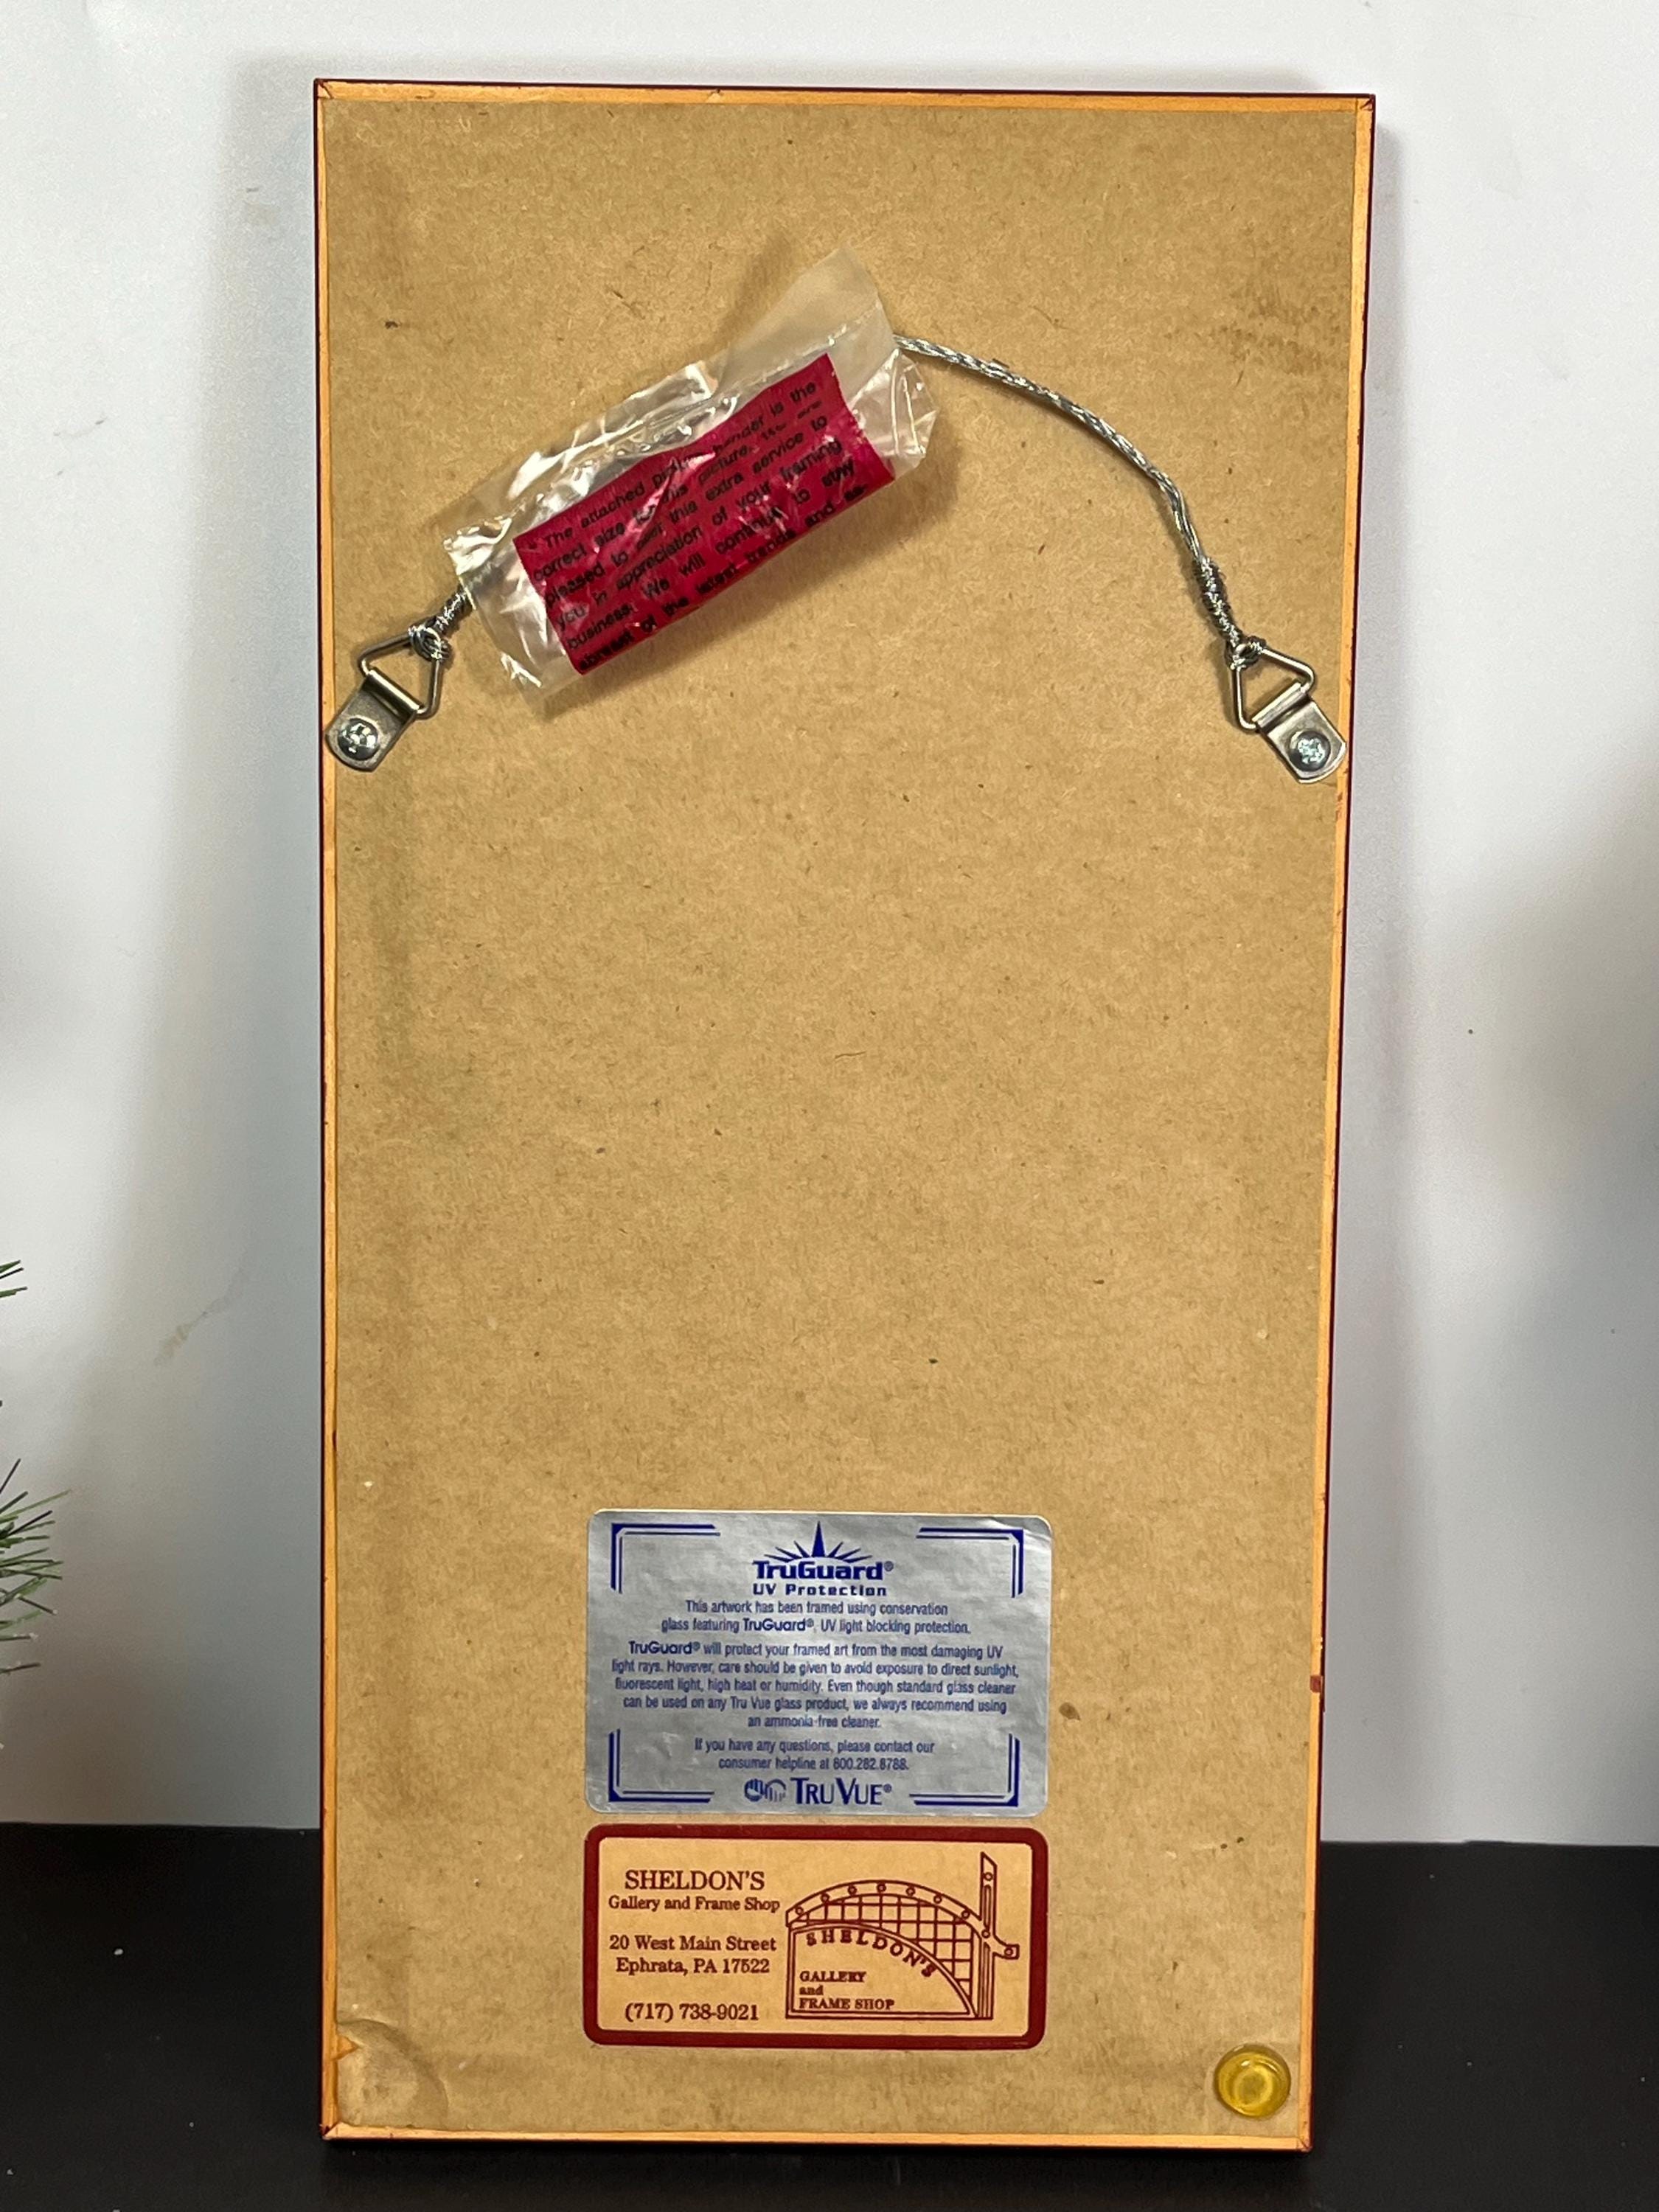 The attached picture hanger is the
correct size for this picture. We are
pleased to offer this extra service to
you in appreciation of your framing
business. We will continue to stay
abreast of the latest trends and
TruGuard®
UV Protection
This artwork has been framed using conservation
glass featuring TruGuard®, UV light blocking protection.
TruGuard® will protect your framed art from the most damaging UV
light rays. However, care should be given to avoid exposure to direct sunlight,
fluorescent light, high heat or humidity. Even though standard glass cleaner
can be used on any Tru Vue glass product, we always recommend using
an ammonia-free cleaner.
If you have any questions, please contact our
consumer helpline at 800.282.8788.
TRU VUE®
SHELDON'S
Gallery and Frame Shop
20 West Main Street
Ephrata, PA 17522
(717) 738-9021
SHELDON'S
GALLERY
and
FRAME SHOP